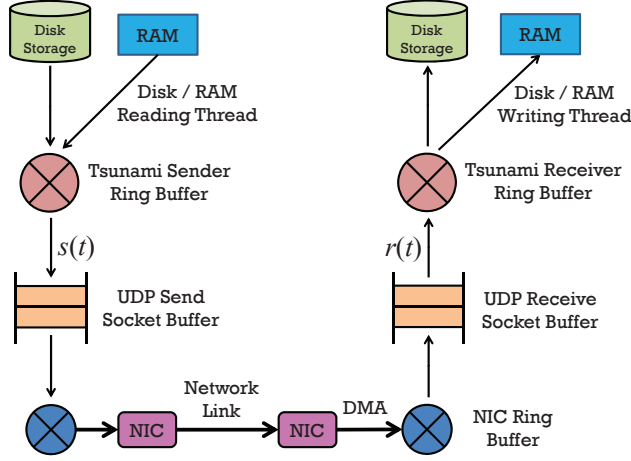 Disk
Storage
RAM
Disk / RAM
Reading Thread
Tsunami Sender
Ring Buffer
s(t)
UDP Send
Socket Buffer
Network
Link
NIC
NIC
DMA
Disk
Storage
RAM
Disk / RAM
Writing Thread
Tsunami Receiver
Ring Buffer
r(t)
UDP Receive
Socket Buffer
NIC Ring
Buffer